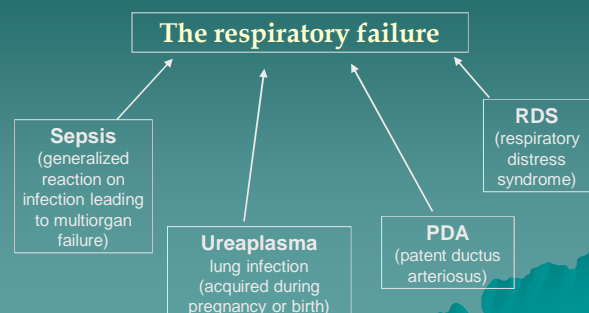 The respiratory failure
Sepsis
(generalized
reaction on
infection leading
to multiorgan
failure)
Ureaplasma
lung infection
(acquired during
pregnancy or birth)
PDA
(patent ductus
arteriosus)
RDS
(respiratory
distress
syndrome)